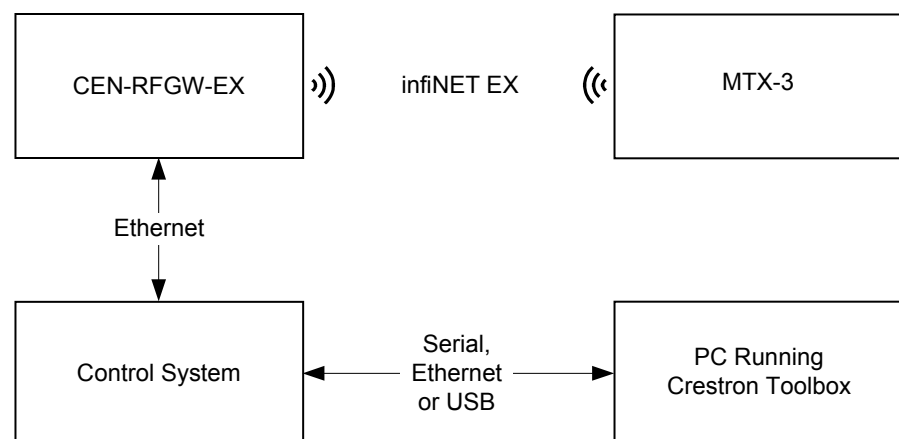 CEN-RFGW-EX
infiNET EX
MTX-3
Ethernet
Control System
Serial,
Ethernet
or USB
PC Running
Crestron Toolbox